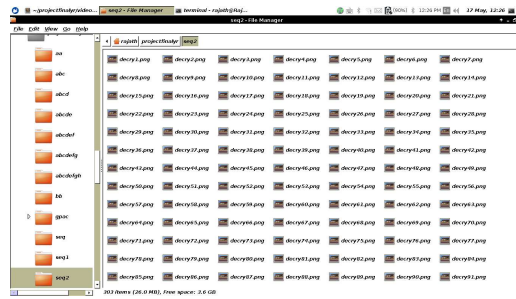 ~/projectfinalyr/video...
seq2 - File Manager
terminal - rajath@Raj...
(90%)
12:26 PM
17 May, 12:26
seq2 - File Manager
File Edit View Go Help
rajath projectfinalyr seq2
aa
abc
abcd
abcde
abcdef
abcdefg
abcdefgh
bb
gpac
seq
seq1
seq2
decry1.png decry2.png decry3.png decry4.png decry5.png decry6.png decry7.png
decry8.png decry9.png decry10.png decry11.png decry12.png decry13.png decry14.png
decry15.png decry16.png decry17.png decry18.png decry19.png decry20.png decry21.png
decry22.png decry23.png decry24.png decry25.png decry26.png decry27.png decry28.png
decry29.png decry30.png decry31.png decry32.png decry33.png decry34.png decry35.png
decry36.png decry37.png decry38.png decry39.png decry40.png decry41.png decry42.png
decry43.png decry44.png decry45.png decry46.png decry47.png decry48.png decry49.png
decry50.png decry51.png decry52.png decry53.png decry54.png decry55.png decry56.png
decry57.png decry58.png decry59.png decry60.png decry61.png decry62.png decry63.png
decry64.png decry65.png decry66.png decry67.png decry68.png decry69.png decry70.png
decry71.png decry72.png decry73.png decry74.png decry75.png decry76.png decry77.png
decry78.png decry79.png decry80.png decry81.png decry82.png decry83.png decry84.png
decry85.png decry86.png decry87.png decry88.png decry89.png decry90.png decry91.png
303 items (26.0 MB), Free space: 3.6 GB